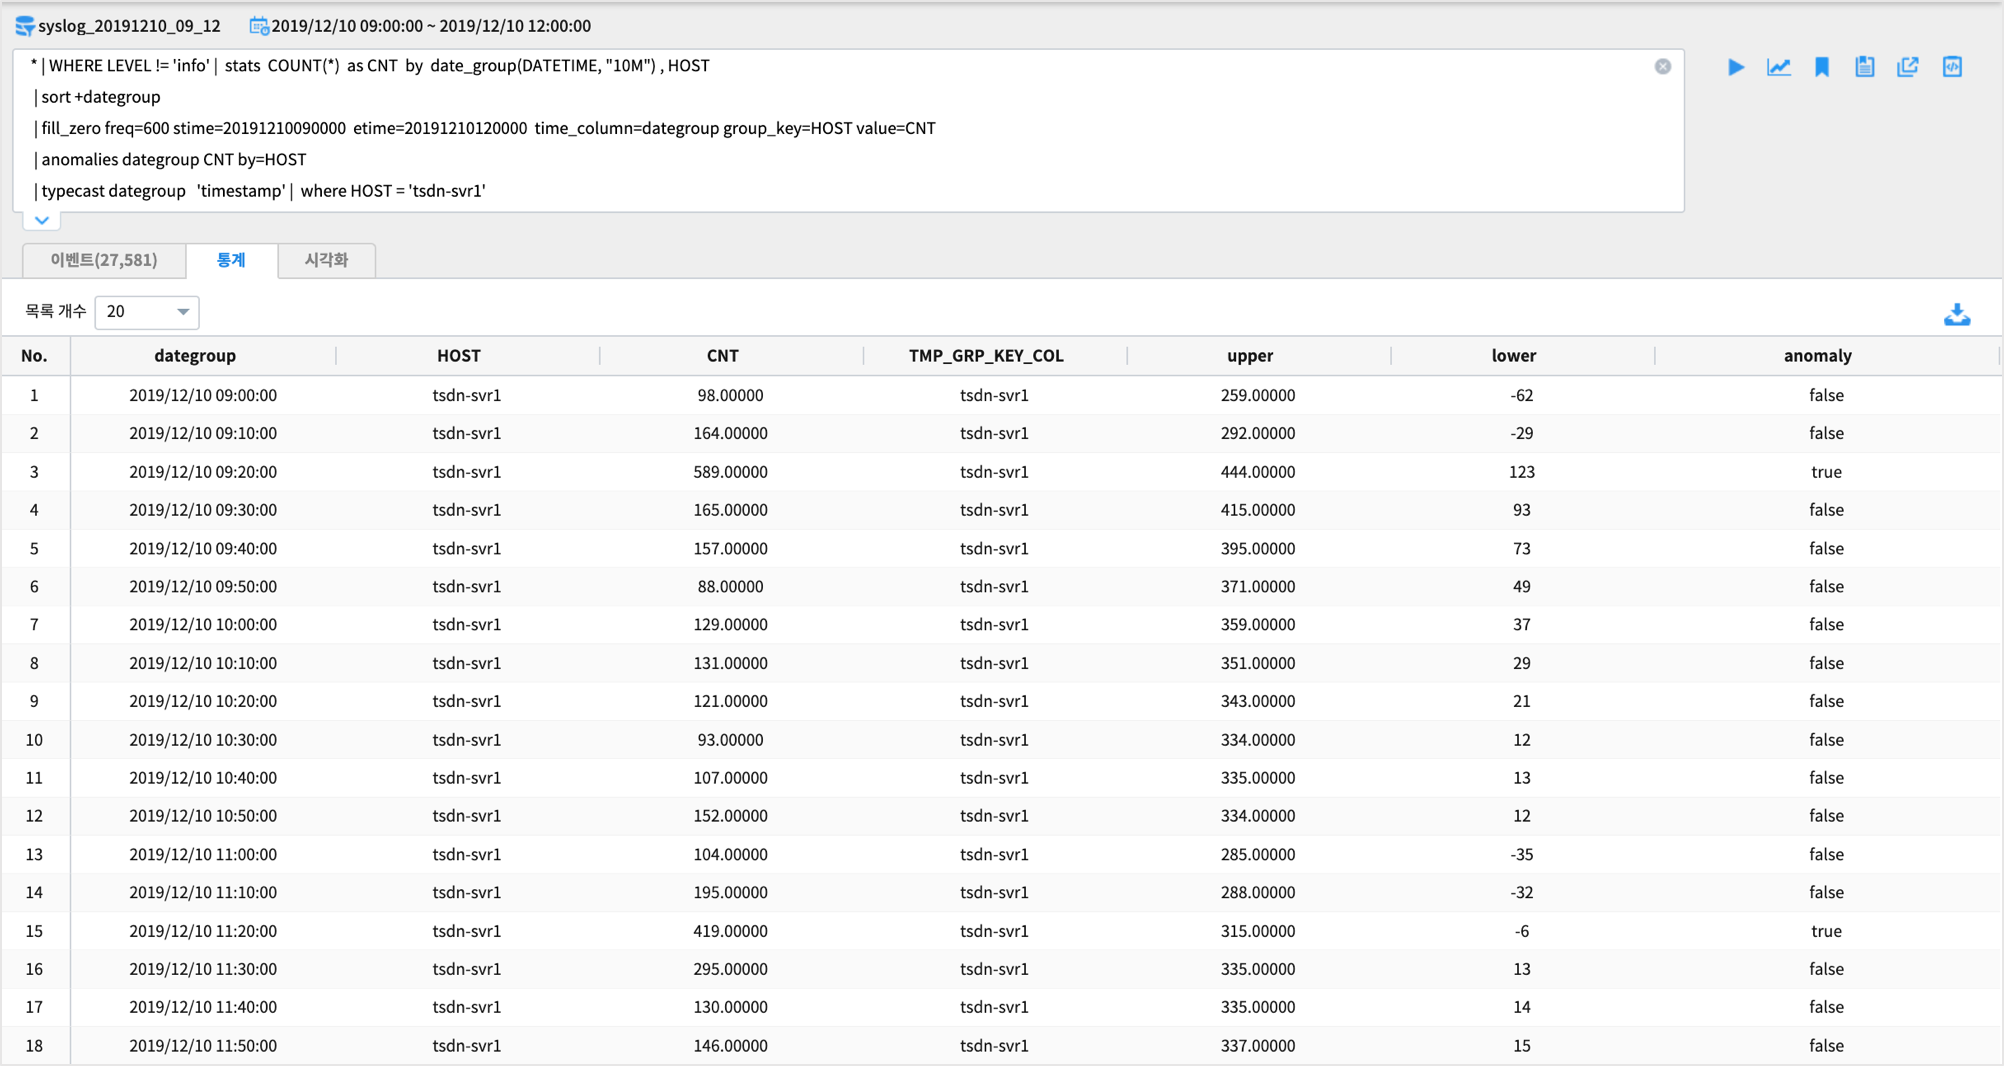 syslog_20191210_09_12 2019/12/10 09:00:00 ~ 2019/12/10 12:00:00
* | WHERE LEVEL != 'info' | stats COUNT(*) as CNT by date_group(DATETIME, "10M") , HOST
| sort +dategroup
| fill_zero freq=600 stime=20191210090000 etime=20191210120000 time_column=dategroup group_key=HOST value=CNT
| anomalies dategroup CNT by=HOST
| typecast dategroup 'timestamp' | where HOST = 'tsdn-svr1'
이벤트(27,581) 통계 시각화
목록 개수 20
No. dategroup HOST CNT TMP_GRP_KEY_COL upper lower anomaly
1 2019/12/10 09:00:00 tsdn-svr1 98.00000 tsdn-svr1 259.00000 -62 false
2 2019/12/10 09:10:00 tsdn-svr1 164.00000 tsdn-svr1 292.00000 -29 false
3 2019/12/10 09:20:00 tsdn-svr1 589.00000 tsdn-svr1 444.00000 123 true
4 2019/12/10 09:30:00 tsdn-svr1 165.00000 tsdn-svr1 415.00000 93 false
5 2019/12/10 09:40:00 tsdn-svr1 157.00000 tsdn-svr1 395.00000 73 false
6 2019/12/10 09:50:00 tsdn-svr1 88.00000 tsdn-svr1 371.00000 49 false
7 2019/12/10 10:00:00 tsdn-svr1 129.00000 tsdn-svr1 359.00000 37 false
8 2019/12/10 10:10:00 tsdn-svr1 131.00000 tsdn-svr1 351.00000 29 false
9 2019/12/10 10:20:00 tsdn-svr1 121.00000 tsdn-svr1 343.00000 21 false
10 2019/12/10 10:30:00 tsdn-svr1 93.00000 tsdn-svr1 334.00000 12 false
11 2019/12/10 10:40:00 tsdn-svr1 107.00000 tsdn-svr1 335.00000 13 false
12 2019/12/10 10:50:00 tsdn-svr1 152.00000 tsdn-svr1 334.00000 12 false
13 2019/12/10 11:00:00 tsdn-svr1 104.00000 tsdn-svr1 285.00000 -35 false
14 2019/12/10 11:10:00 tsdn-svr1 195.00000 tsdn-svr1 288.00000 -32 false
15 2019/12/10 11:20:00 tsdn-svr1 419.00000 tsdn-svr1 315.00000 -6 true
16 2019/12/10 11:30:00 tsdn-svr1 295.00000 tsdn-svr1 335.00000 13 false
17 2019/12/10 11:40:00 tsdn-svr1 130.00000 tsdn-svr1 335.00000 14 false
18 2019/12/10 11:50:00 tsdn-svr1 146.00000 tsdn-svr1 337.00000 15 false